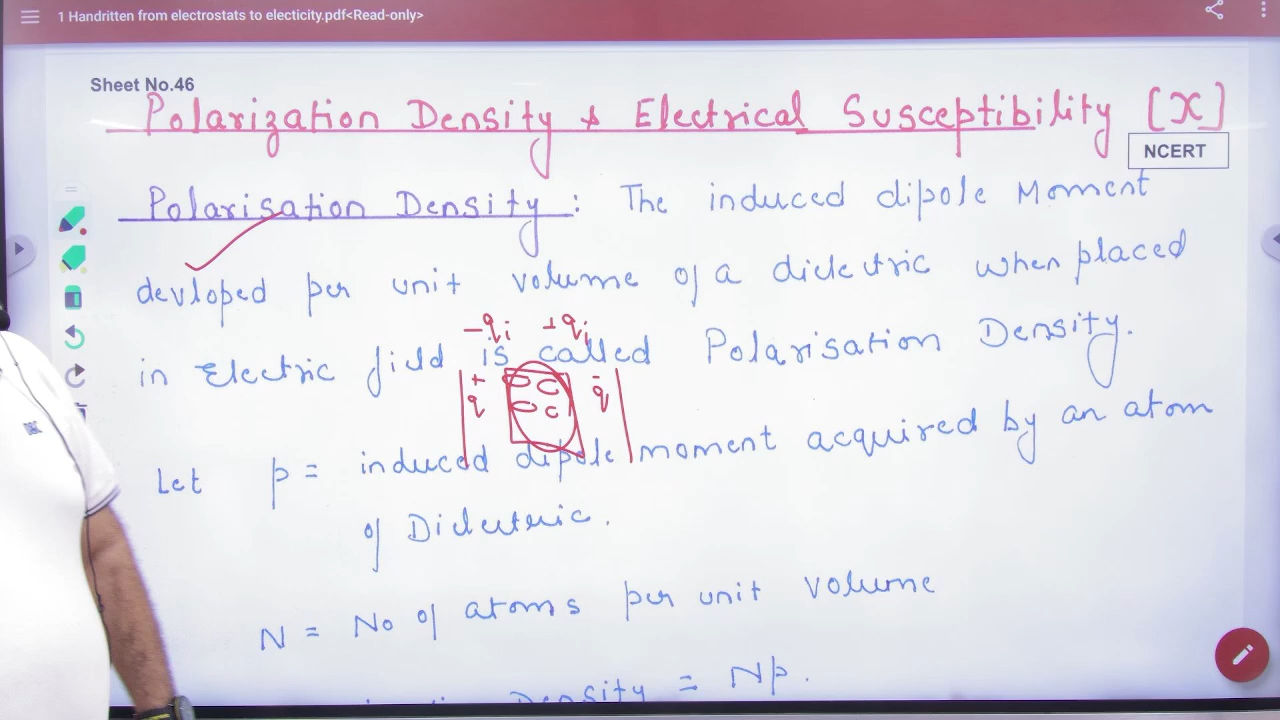 1 Handritten from electrostats to electicity.pdf<Read-only>
Sheet No.46
Polarization Density & Electrical Susceptibility [X]
NCERT
Polarisation Density : The induced dipole Moment
devloped per unit volume of a dielectric when placed
in Electric field is called Polarisation Density.
-qi +qi
+ q - q
Let p = induced dipole moment acquired by an atom
of Dielectric.
N = No of atoms per unit volume
Density = Np.